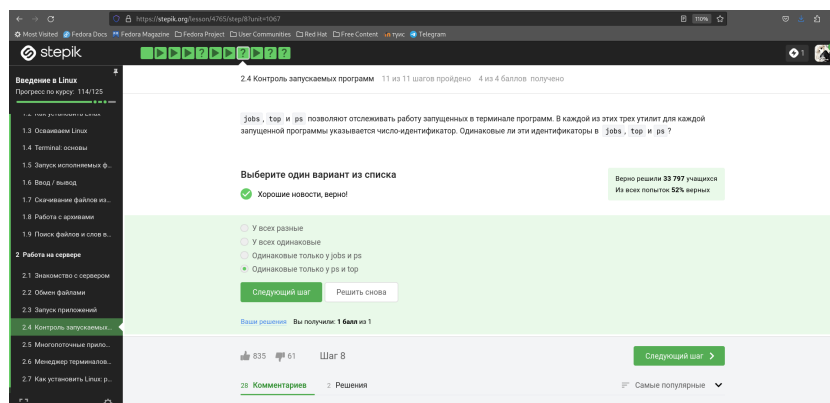 https://stepik.org/lesson/4765/step/8?unit=1067
110%
Most Visited Fedora Docs Fedora Magazine Fedora Project User Communities Red Hat Free Content туис Telegram
stepik
1
Введение в Linux
Прогресс по курсу: 114/125
1.2 Как установить Linux
1.3 Осваиваем Linux
1.4 Terminal: основы
1.5 Запуск исполняемых ф...
1.6 Ввод / вывод
1.7 Скачивание файлов из...
1.8 Работа с архивами
1.9 Поиск файлов и слов в...
2 Работа на сервере
2.1 Знакомство с сервером
2.2 Обмен файлами
2.3 Запуск приложений
2.4 Контроль запускаемых...
2.5 Многопоточные прило...
2.6 Менеджер терминалов...
2.7 Как установить Linux: р...
2.4 Контроль запускаемых программ 11 из 11 шагов пройдено 4 из 4 баллов получено
jobs, top и ps позволяют отслеживать работу запущенных в терминале программ. В каждой из этих трех утилит для каждой
запущенной программы указывается число-идентификатор. Одинаковые ли эти идентификаторы в jobs, top и ps ?
Выберите один вариант из списка
Хорошие новости, верно!
Верно решили 33 797 учащихся
Из всех попыток 52% верных
У всех разные
У всех одинаковые
Одинаковые только у jobs и ps
Одинаковые только у ps и top
Следующий шаг Решить снова
Ваши решения Вы получили: 1 балл из 1
835 61 Шаг 8
Следующий шаг
28 Комментариев 2 Решения
Самые популярные